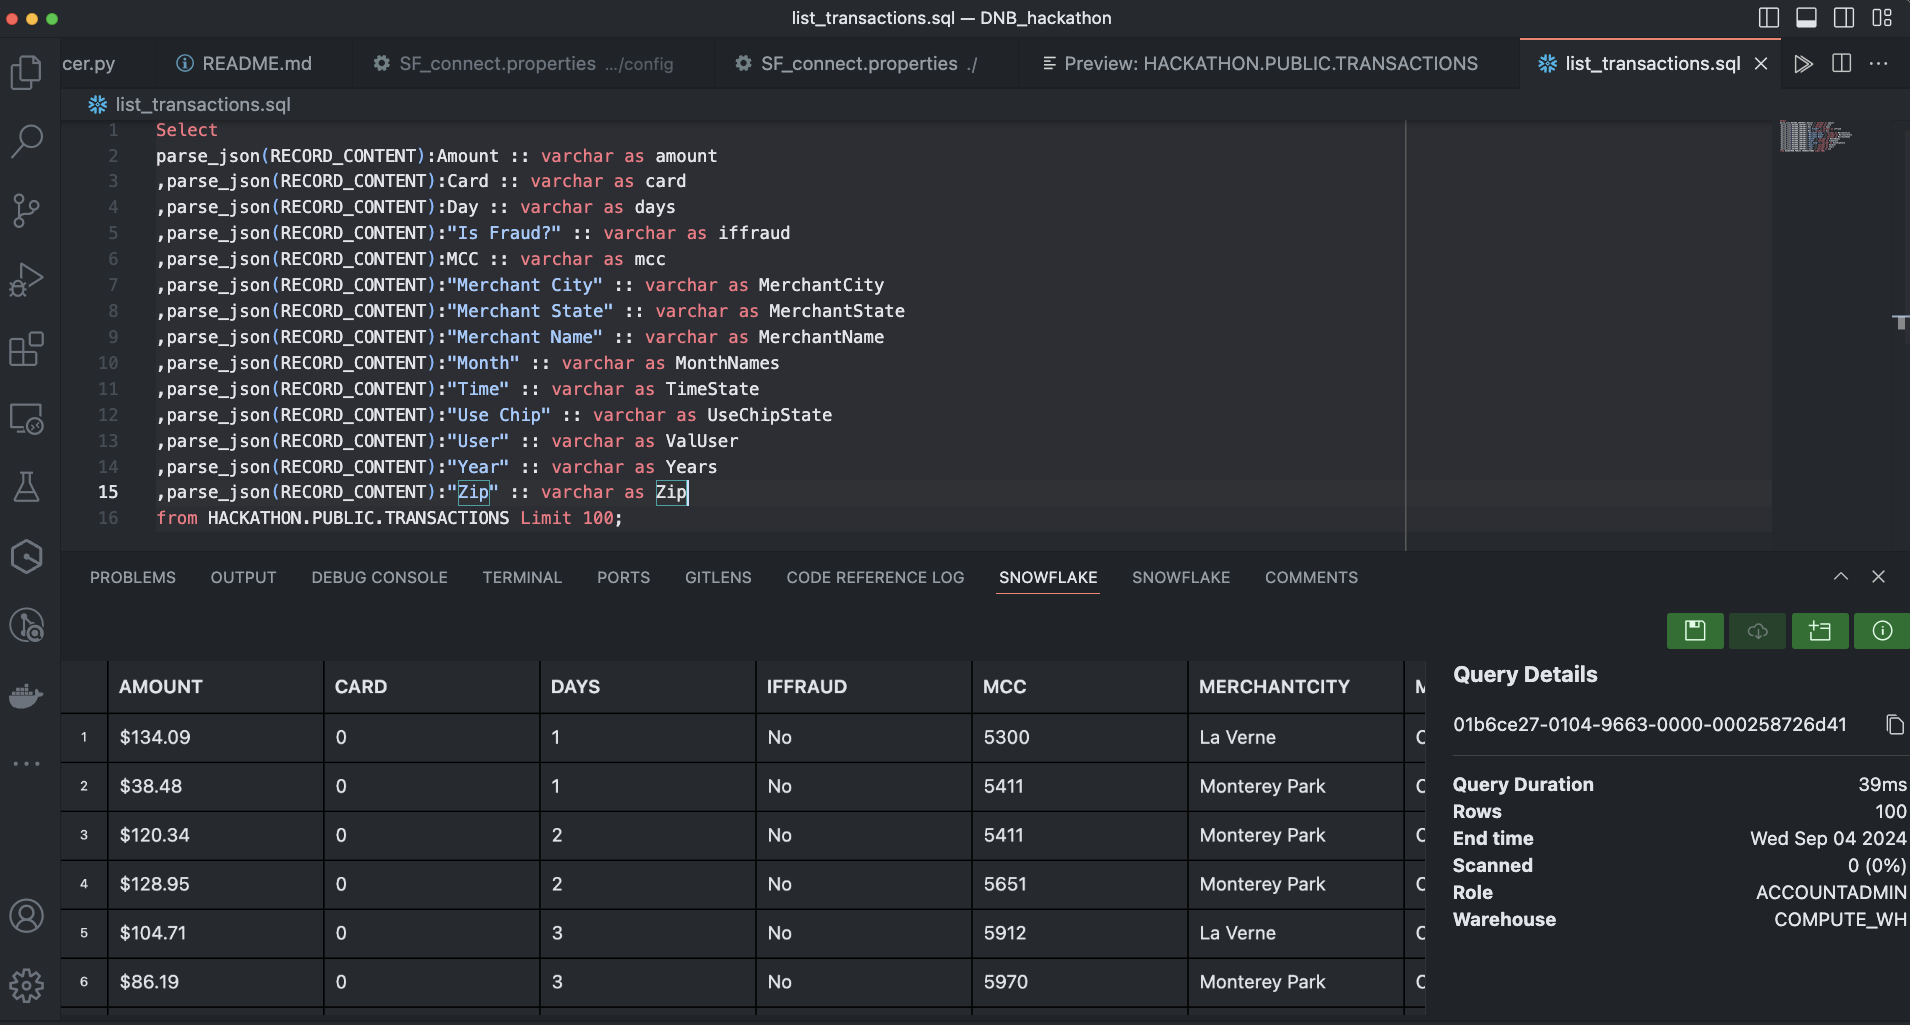 list_transactions.sql — DNB_hackathon
cer.py README.md SF_connect.properties .../config SF_connect.properties ./ Preview: HACKATHON.PUBLIC.TRANSACTIONS list_transactions.sql
list_transactions.sql
1 Select
2 parse_json(RECORD_CONTENT):Amount :: varchar as amount
3 ,parse_json(RECORD_CONTENT):Card :: varchar as card
4 ,parse_json(RECORD_CONTENT):Day :: varchar as days
5 ,parse_json(RECORD_CONTENT):"Is Fraud?" :: varchar as iffraud
6 ,parse_json(RECORD_CONTENT):MCC :: varchar as mcc
7 ,parse_json(RECORD_CONTENT):"Merchant City" :: varchar as MerchantCity
8 ,parse_json(RECORD_CONTENT):"Merchant State" :: varchar as MerchantState
9 ,parse_json(RECORD_CONTENT):"Merchant Name" :: varchar as MerchantName
10 ,parse_json(RECORD_CONTENT):"Month" :: varchar as MonthNames
11 ,parse_json(RECORD_CONTENT):"Time" :: varchar as TimeState
12 ,parse_json(RECORD_CONTENT):"Use Chip" :: varchar as UseChipState
13 ,parse_json(RECORD_CONTENT):"User" :: varchar as ValUser
14 ,parse_json(RECORD_CONTENT):"Year" :: varchar as Years
15 ,parse_json(RECORD_CONTENT):"Zip" :: varchar as Zip
16 from HACKATHON.PUBLIC.TRANSACTIONS Limit 100;
PROBLEMS OUTPUT DEBUG CONSOLE TERMINAL PORTS GITLENS CODE REFERENCE LOG SNOWFLAKE SNOWFLAKE COMMENTS
AMOUNT CARD DAYS IFFRAUD MCC MERCHANTCITY
1 $134.09 0 1 No 5300 La Verne
2 $38.48 0 1 No 5411 Monterey Park
3 $120.34 0 2 No 5411 Monterey Park
4 $128.95 0 2 No 5651 Monterey Park
5 $104.71 0 3 No 5912 La Verne
6 $86.19 0 3 No 5970 Monterey Park
Query Details
01b6ce27-0104-9663-0000-000258726d41
Query Duration 39ms
Rows 100
End time Wed Sep 04 2024
Scanned 0 (0%)
Role ACCOUNTADMIN
Warehouse COMPUTE_WH